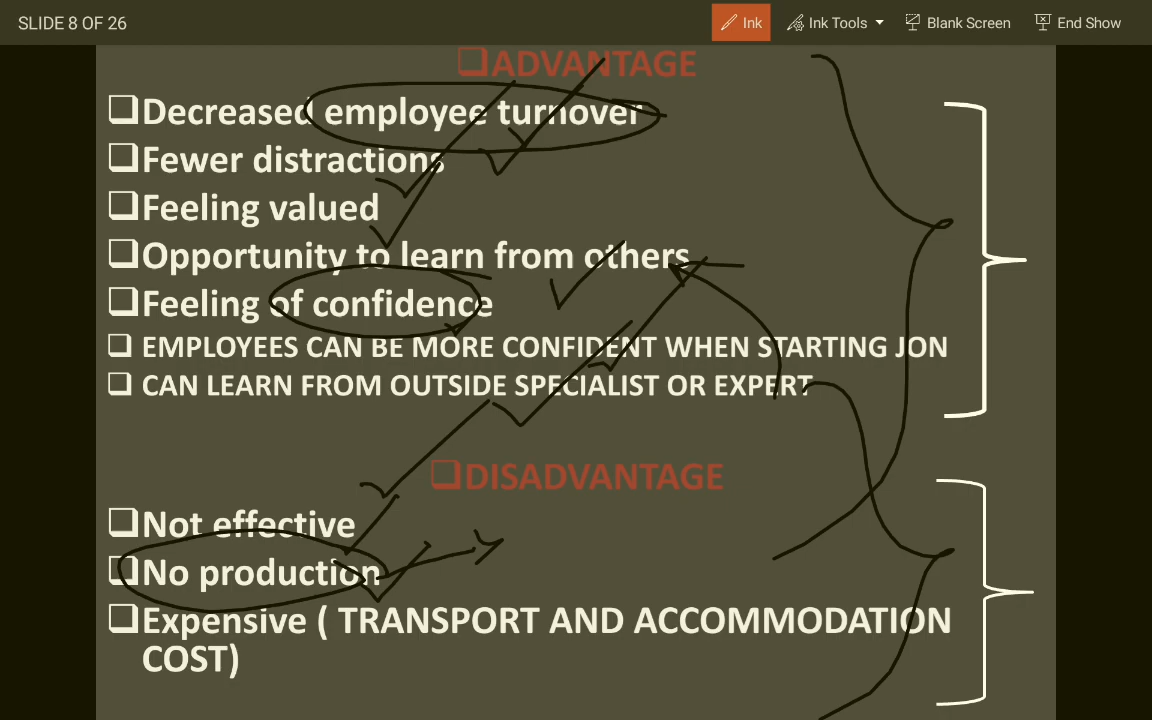 SLIDE 8 OF 26
Ink
Ink Tools
Blank Screen
End Show
ADVANTAGE
Decreased employee turnover
Fewer distractions
Feeling valued
Opportunity to learn from others
Feeling of confidence
EMPLOYEES CAN BE MORE CONFIDENT WHEN STARTING JON
CAN LEARN FROM OUTSIDE SPECIALIST OR EXPERT
DISADVANTAGE
Not effective
No production
Expensive ( TRANSPORT AND ACCOMMODATION
COST)